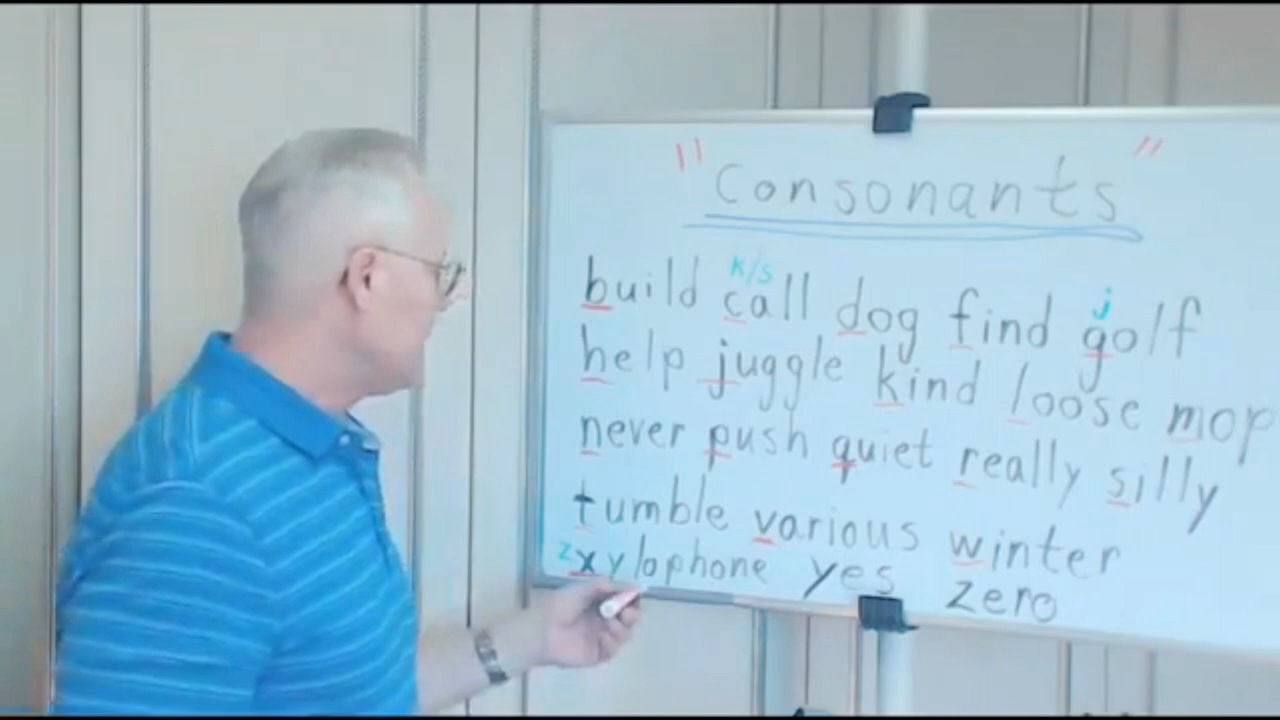 "Consonants"
k/s j
build call dog find golf
help juggle kind loose mop
never push quiet really silly
tumble various winter
z
xylophone yes zero